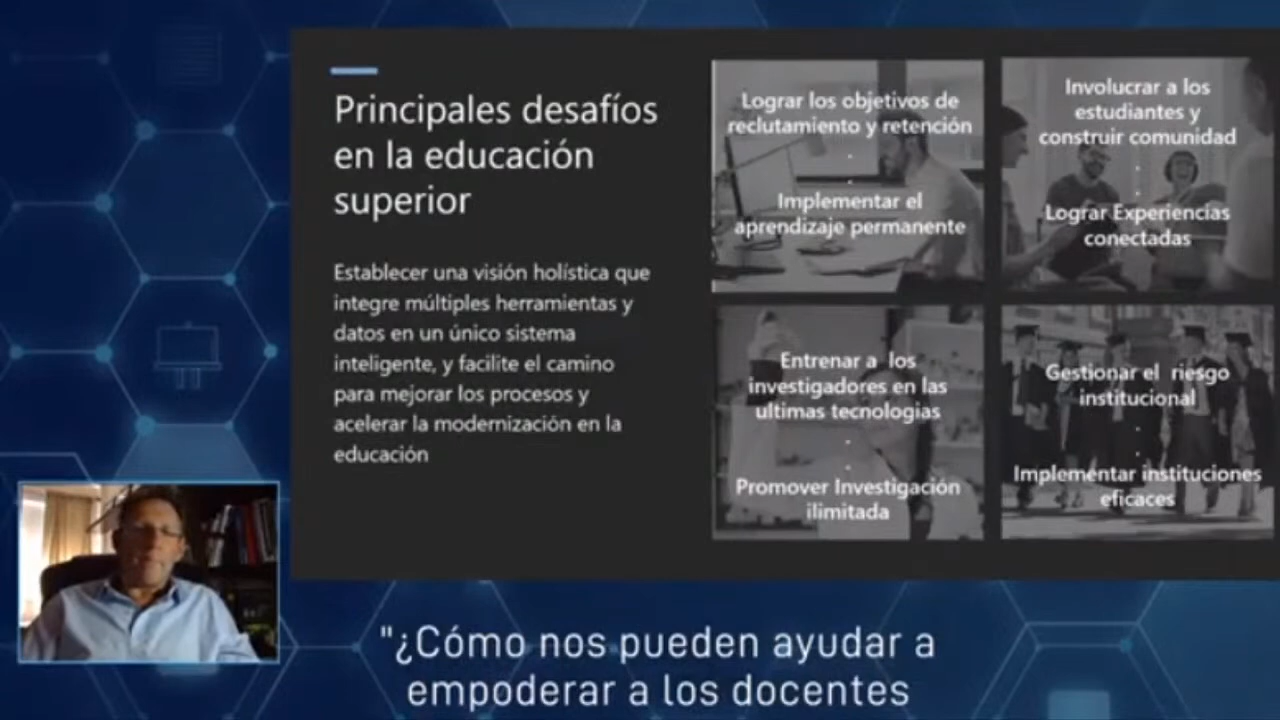 Principales desafíos
en la educación
superior
Establecer una visión holística que
integre múltiples herramientas y
datos en un único sistema
inteligente, y facilite el camino
para mejorar los procesos y
acelerar la modernización en la
educación
Lograr los objetivos de
reclutamiento y retención
Implementar el
aprendizaje permanente
Involucrar a los
estudiantes y
construir comunidad
Lograr Experiencias
conectadas
Entrenar a los
investigadores en las
ultimas tecnologias
Promover Investigación
ilimitada
Gestionar el riesgo
institucional
Implementar instituciones
eficaces
"¿Cómo nos pueden ayudar a
empoderar a los docentes